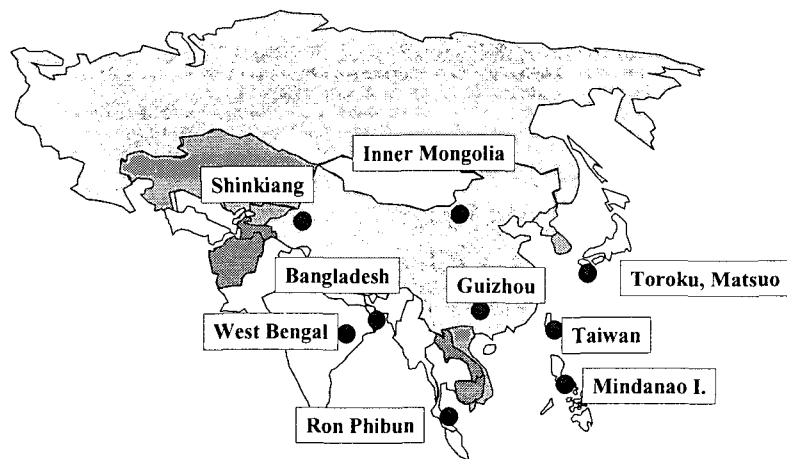 Inner Mongolia
Shinkiang
Bangladesh
Guizhou
Toroku, Matsuo
West Bengal
Taiwan
Mindanao I.
Ron Phibun